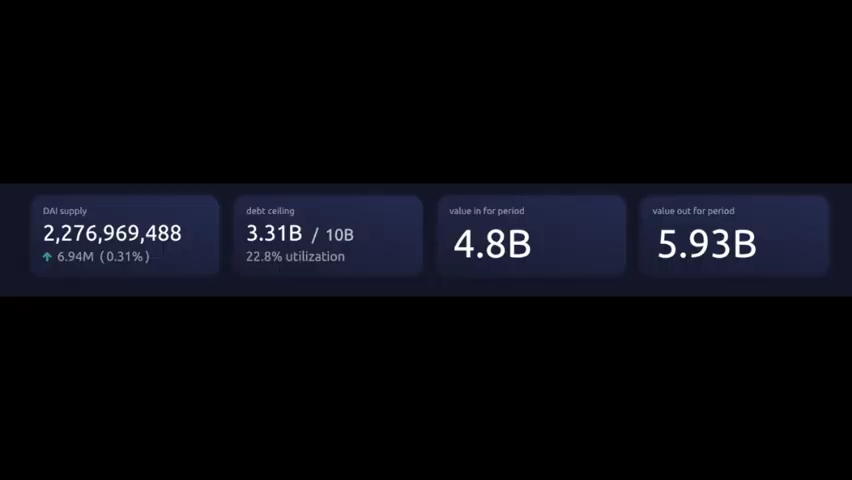 DAI supply
2,276,969,488
6.94M (0.31%)
debt ceiling
3.31B / 10B
22.8% utilization
value in for period
4.8B
value out for period
5.93B